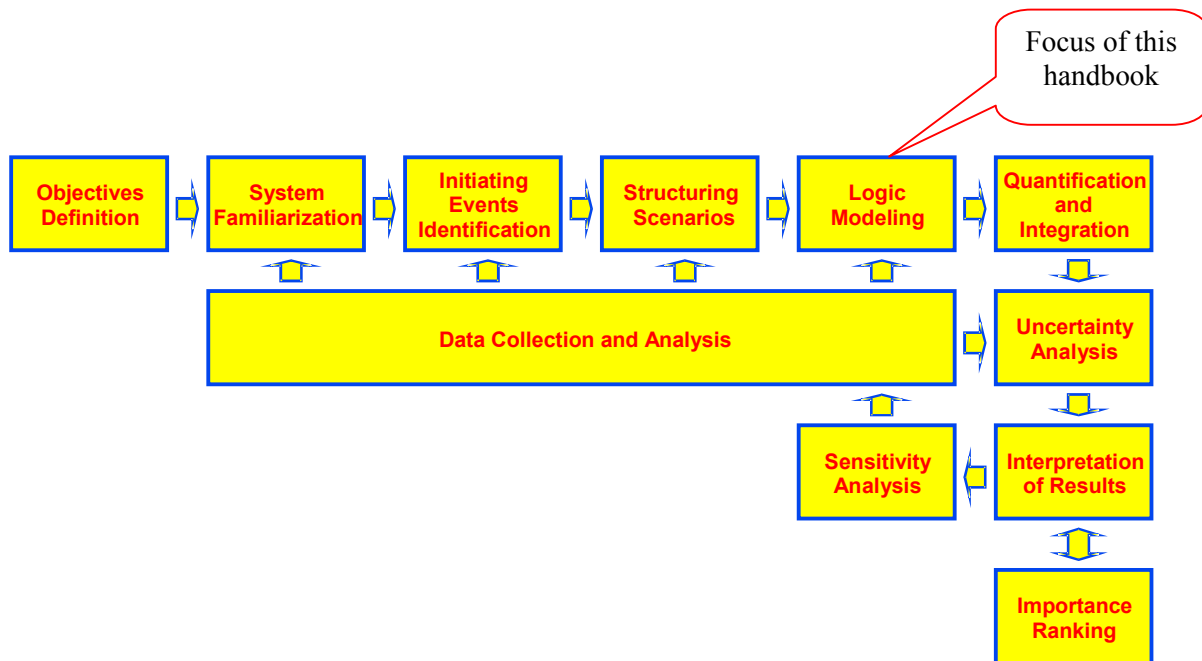 Focus of this
handbook
Objectives
Definition
System
Familiarization
Initiating
Events
Identification
Structuring
Scenarios
Logic
Modeling
Quantification
and
Integration
Data Collection and Analysis
Uncertainty
Analysis
Sensitivity
Analysis
Interpretation
of Results
Importance
Ranking